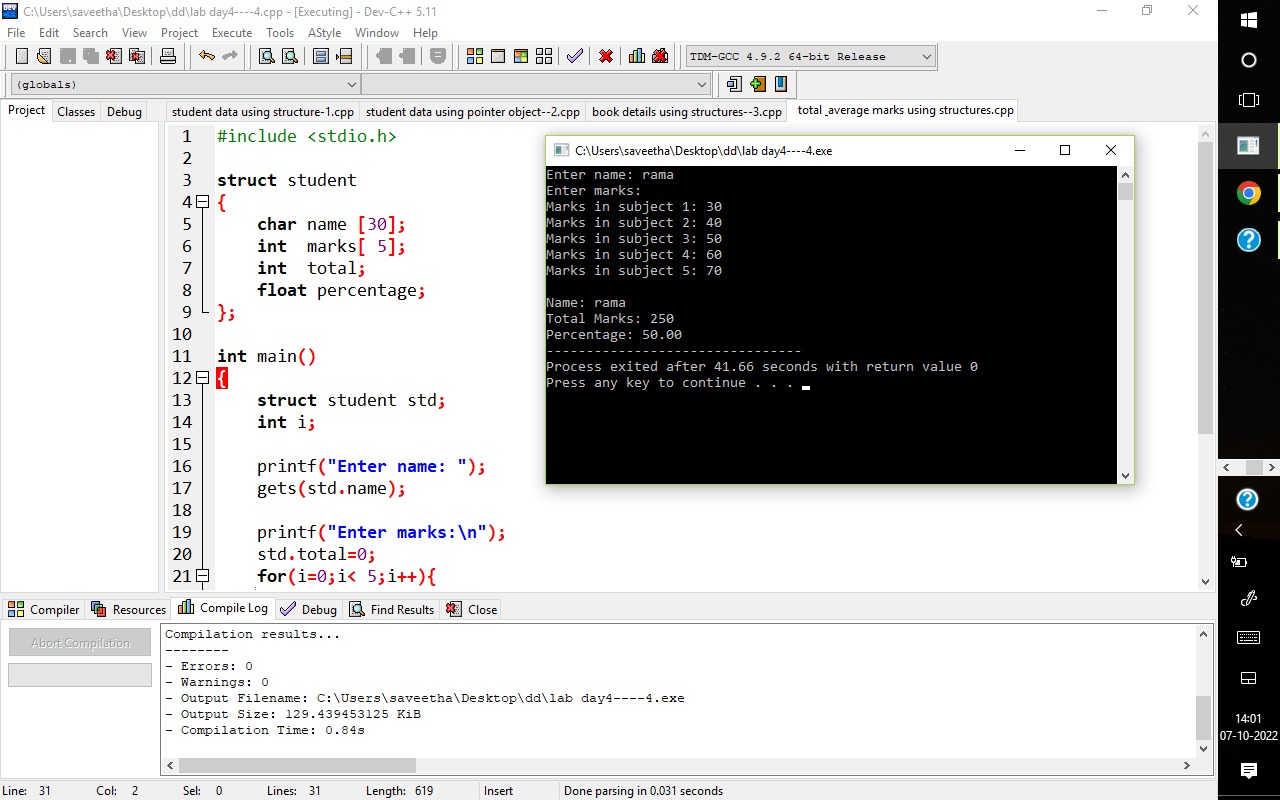 C:\Users\saveetha\Desktop\dd\lab day4----4.cpp - [Executing] - Dev-C++ 5.11
File Edit Search View Project Execute Tools AStyle Window Help
TDM-GCC 4.9.2 64-bit Release
(globals)
Project Classes Debug
student data using structure-1.cpp student data using pointer object--2.cpp book details using structures--3.cpp total _average marks using structures.cpp
1 #include <stdio.h>
2
3 struct student
4 {
5 char name [30];
6 int  marks[ 5];
7 int  total;
8 float percentage;
9 };
10
11 int main()
12 {
13 struct student std;
14 int i;
15
16 printf("Enter name: ");
17 gets(std.name);
18
19 printf("Enter marks:\n");
20 std.total=0;
21 for(i=0;i< 5;i++){
C:\Users\saveetha\Desktop\dd\lab day4----4.exe
Enter name: rama
Enter marks:
Marks in subject 1: 30
Marks in subject 2: 40
Marks in subject 3: 50
Marks in subject 4: 60
Marks in subject 5: 70
Name: rama
Total Marks: 250
Percentage: 50.00
--------------------------------
Process exited after 41.66 seconds with return value 0
Press any key to continue . . .
Compiler Resources Compile Log Debug Find Results Close
Abort Compilation
Compilation results...
--------
- Errors: 0
- Warnings: 0
- Output Filename: C:\Users\saveetha\Desktop\dd\lab day4----4.exe
- Output Size: 129.439453125 KiB
- Compilation Time: 0.84s
Line: 31 Col: 2 Sel: 0 Lines: 31 Length: 619 Insert Done parsing in 0.031 seconds
14:01
07-10-2022